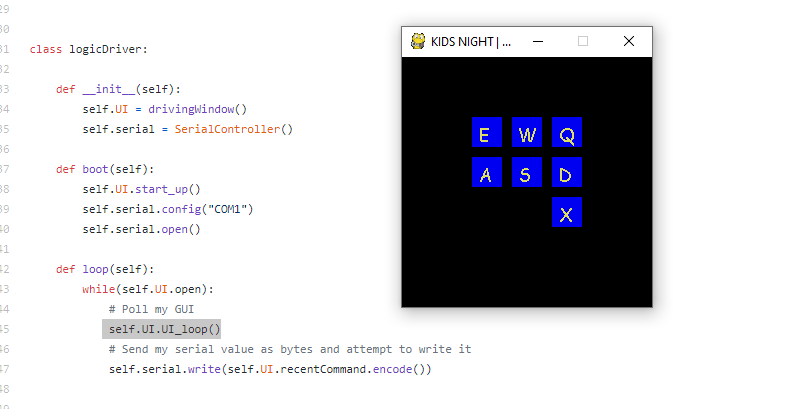 29
30
31 class logicDriver:
32
33 def __init__(self):
34 self.UI = drivingWindow()
35 self.serial = SerialController()
36
37 def boot(self):
38 self.UI.start_up()
39 self.serial.config("COM1")
40 self.serial.open()
41
42 def loop(self):
43 while(self.UI.open):
44 # Poll my GUI
45 self.UI.UI_loop()
46 # Send my serial value as bytes and attempt to write it
47 self.serial.write(self.UI.recentCommand.encode())
48
KIDS NIGHT | ...
E W Q
A S D
X